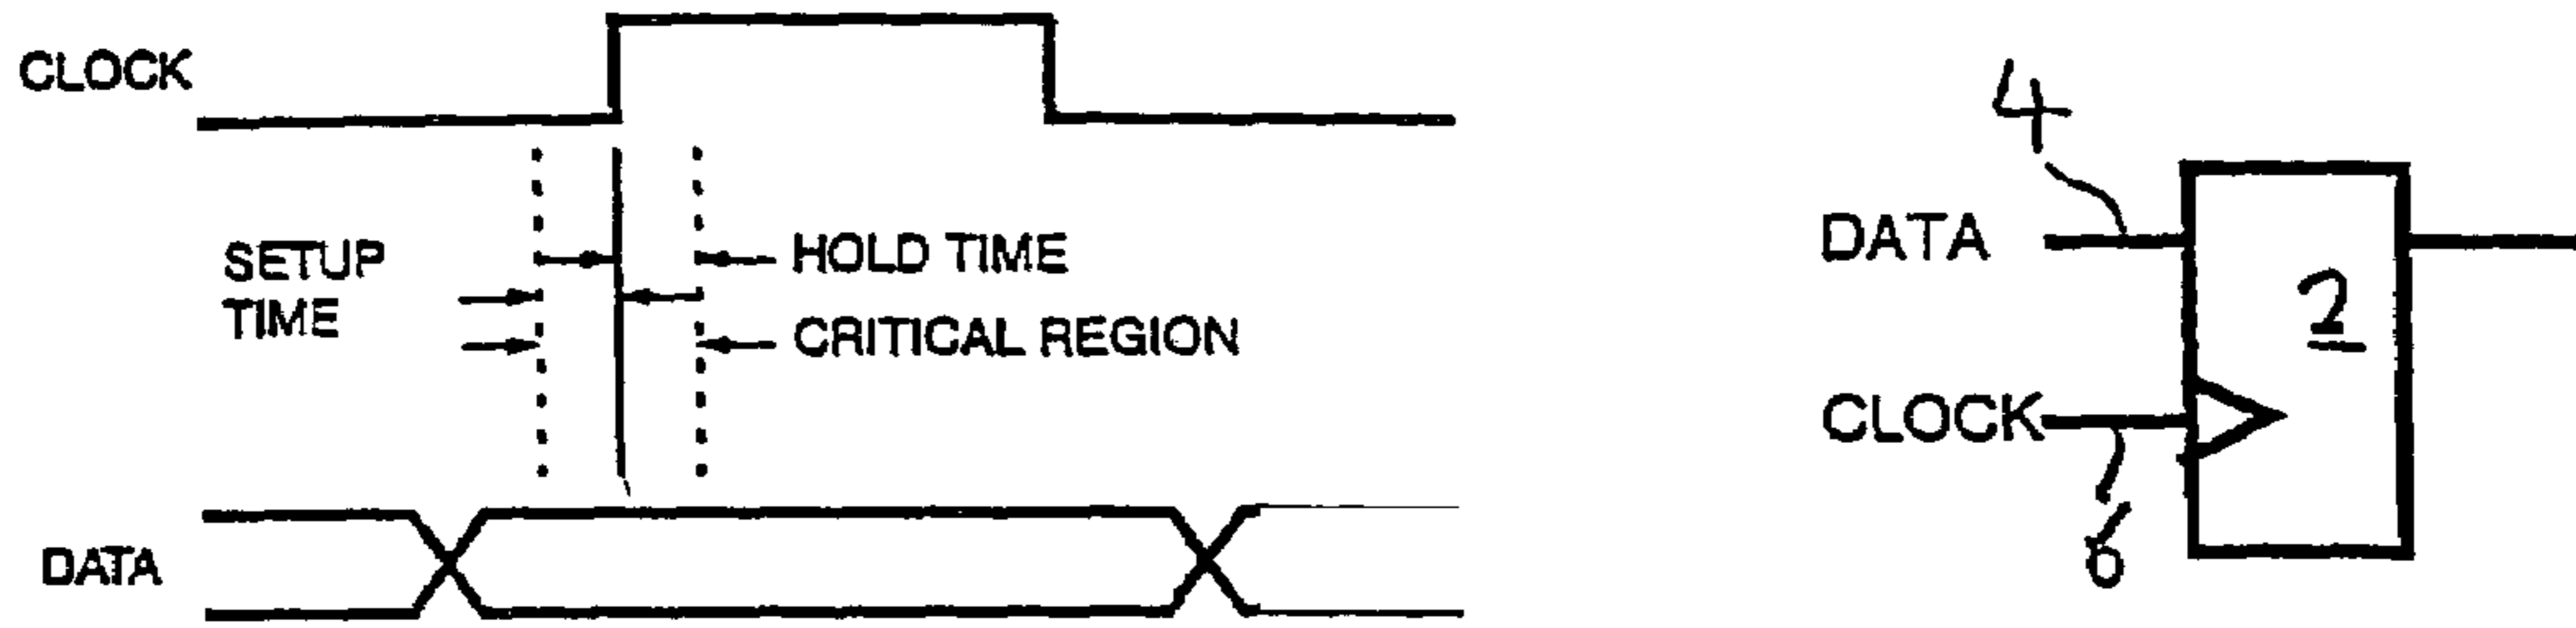 CLOCK
SETUP
TIME
HOLD TIME
CRITICAL REGION
DATA
4
DATA
2
CLOCK
6